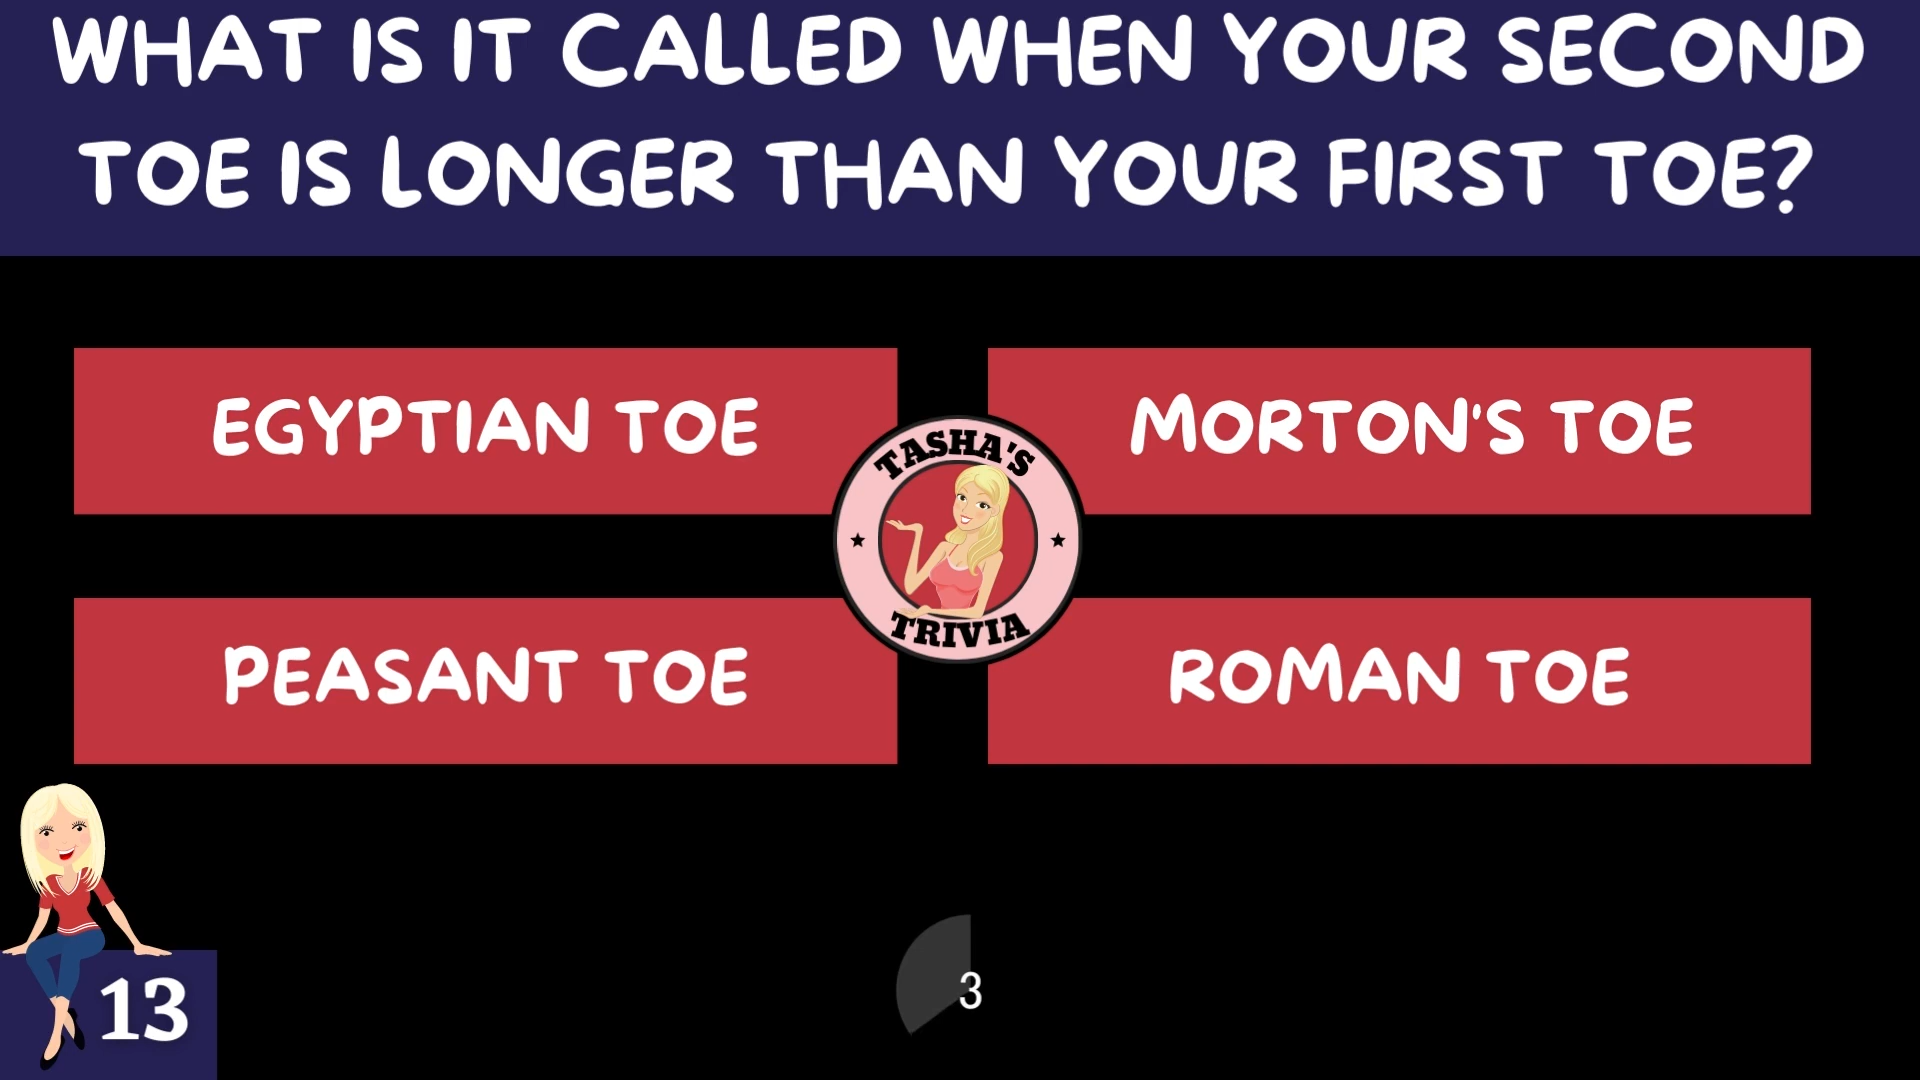 WHAT IS IT CALLED WHEN YOUR SECOND
TOE IS LONGER THAN YOUR FIRST TOE?
EGYPTIAN TOE
MORTON'S TOE
TASHA'S
TRIVIA
PEASANT TOE
ROMAN TOE
13
3